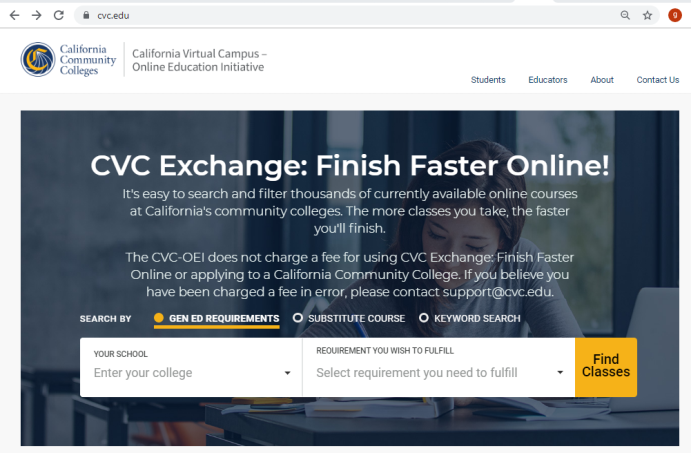 cvc.edu
g
California
Community
Colleges
California Virtual Campus –
Online Education Initiative
Students Educators About Contact Us
CVC Exchange: Finish Faster Online!
It's easy to search and filter thousands of currently available online courses
at California's community colleges. The more classes you take, the faster
you'll finish.
The CVC-OEI does not charge a fee for using CVC Exchange: Finish Faster
Online or applying to a California Community College. If you believe you
have been charged a fee in error, please contact support@cvc.edu.
SEARCH BY GEN ED REQUIREMENTS SUBSTITUTE COURSE KEYWORD SEARCH
YOUR SCHOOL
Enter your college
REQUIREMENT YOU WISH TO FULFILL
Select requirement you need to fulfill
Find
Classes